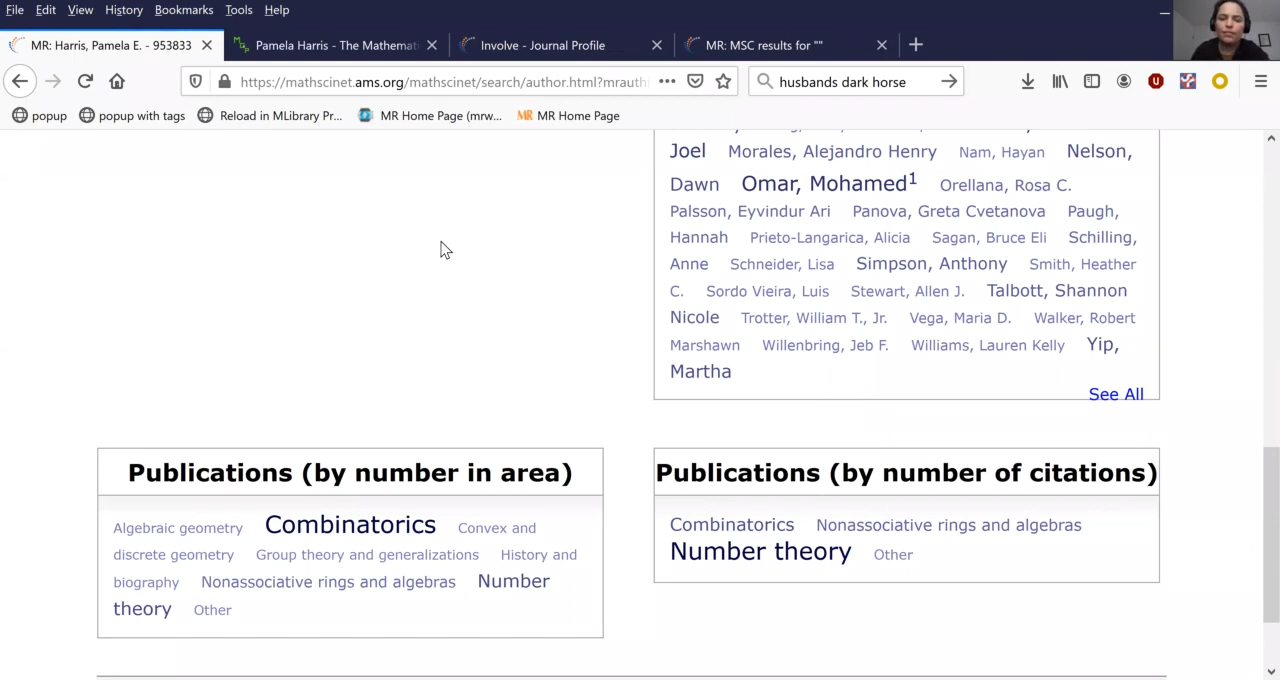 File Edit View History Bookmarks Tools Help
MR: Harris, Pamela E. - 953833
Pamela Harris - The Mathemat
Involve - Journal Profile
MR: MSC results for ""
https://mathscinet.ams.org/mathscinet/search/author.html?mrauth
husbands dark horse
popup popup with tags Reload in MLibrary Pr... MR Home Page (mrw... MR MR Home Page
Joel Morales, Alejandro Henry Nam, Hayan Nelson,
Dawn Omar, Mohamed1 Orellana, Rosa C.
Palsson, Eyvindur Ari Panova, Greta Cvetanova Paugh,
Hannah Prieto-Langarica, Alicia Sagan, Bruce Eli Schilling,
Anne Schneider, Lisa Simpson, Anthony Smith, Heather
C. Sordo Vieira, Luis Stewart, Allen J. Talbott, Shannon
Nicole Trotter, William T., Jr. Vega, Maria D. Walker, Robert
Marshawn Willenbring, Jeb F. Williams, Lauren Kelly Yip,
Martha
See All
Publications (by number in area)
Algebraic geometry Combinatorics Convex and
discrete geometry Group theory and generalizations History and
biography Nonassociative rings and algebras Number
theory Other
Publications (by number of citations)
Combinatorics Nonassociative rings and algebras
Number theory Other